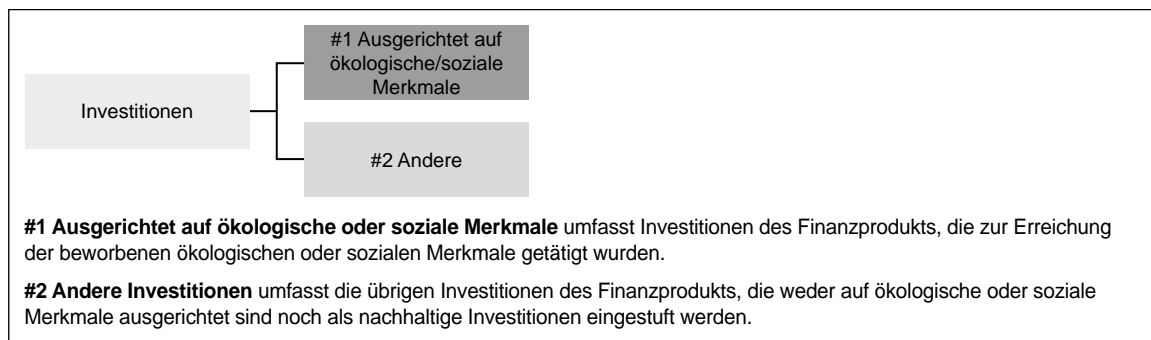 #1 Ausgerichtet auf
ökologische/soziale
Merkmale
Investitionen
#2 Andere
#1 Ausgerichtet auf ökologische oder soziale Merkmale umfasst Investitionen des Finanzprodukts, die zur Erreichung
der beworbenen ökologischen oder sozialen Merkmale getätigt wurden.
#2 Andere Investitionen umfasst die übrigen Investitionen des Finanzprodukts, die weder auf ökologische oder soziale
Merkmale ausgerichtet sind noch als nachhaltige Investitionen eingestuft werden.